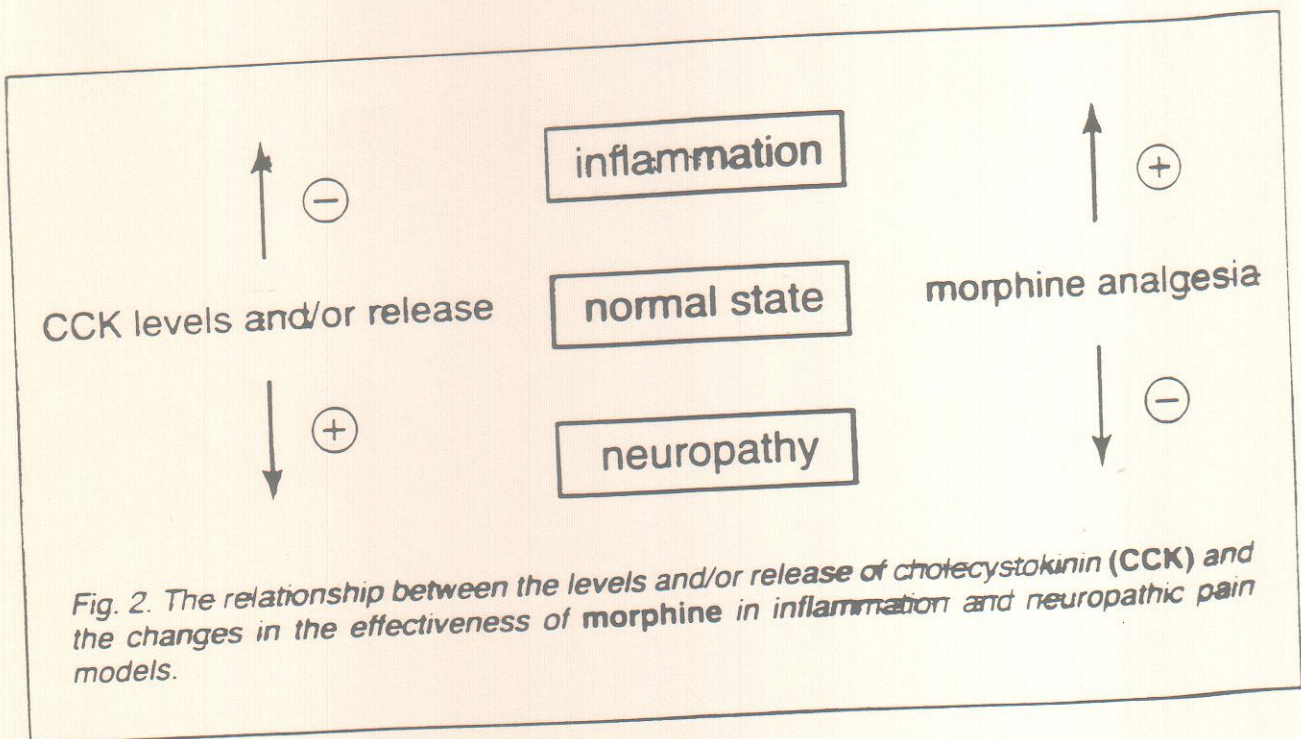 inflammation
−
+
CCK levels and/or release
normal state
morphine analgesia
+
−
neuropathy
Fig. 2. The relationship between the levels and/or release of cholecystokinin (CCK) and
the changes in the effectiveness of morphine in inflammation and neuropathic pain
models.